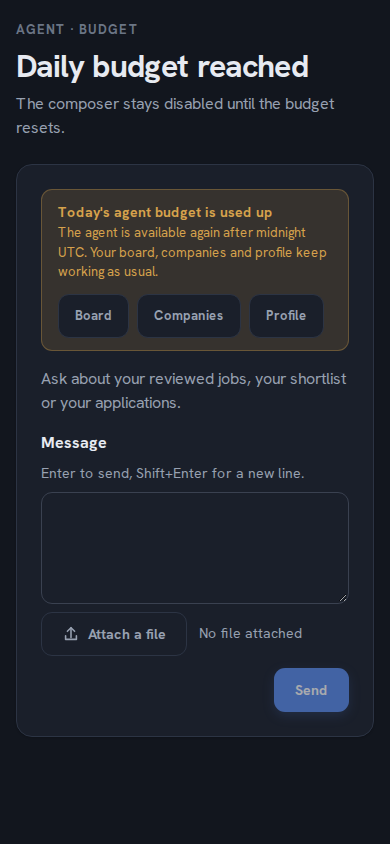 AGENT · BUDGET
Daily budget reached
The composer stays disabled until the budget
resets.
Today's agent budget is used up
The agent is available again after midnight
UTC. Your board, companies and profile keep
working as usual.
Board
Companies
Profile
Ask about your reviewed jobs, your shortlist
or your applications.
Message
Enter to send, Shift+Enter for a new line.
Attach a file
No file attached
Send